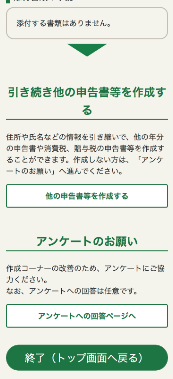 添付する書類はありません。
引き続き他の申告書等を作成す
る
住所や氏名などの情報を引き継いで、他の年分
の申告書や消費税、贈与税の申告書等を作成す
ることができます。作成しない方は、「アンケー
トのお願い」へ進んでください。
他の申告書等を作成する
アンケートのお願い
作成コーナーの改善のため、アンケートにご協
力ください。
なお、アンケートへの回答は任意です。
アンケートへの回答ページへ
終了（トップ画面へ戻る）